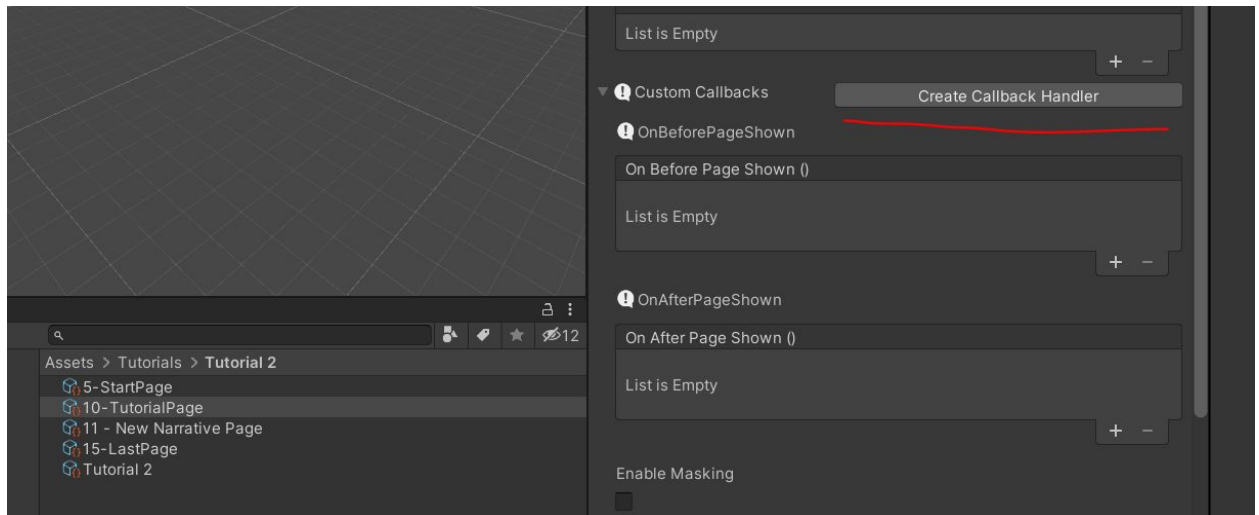 List is Empty
+ −
! Custom Callbacks
Create Callback Handler
! OnBeforePageShown
On Before Page Shown ()
List is Empty
+ −
! OnAfterPageShown
On After Page Shown ()
List is Empty
+ −
Enable Masking
12
Assets > Tutorials > Tutorial 2
5-StartPage
10-TutorialPage
11 - New Narrative Page
15-LastPage
Tutorial 2